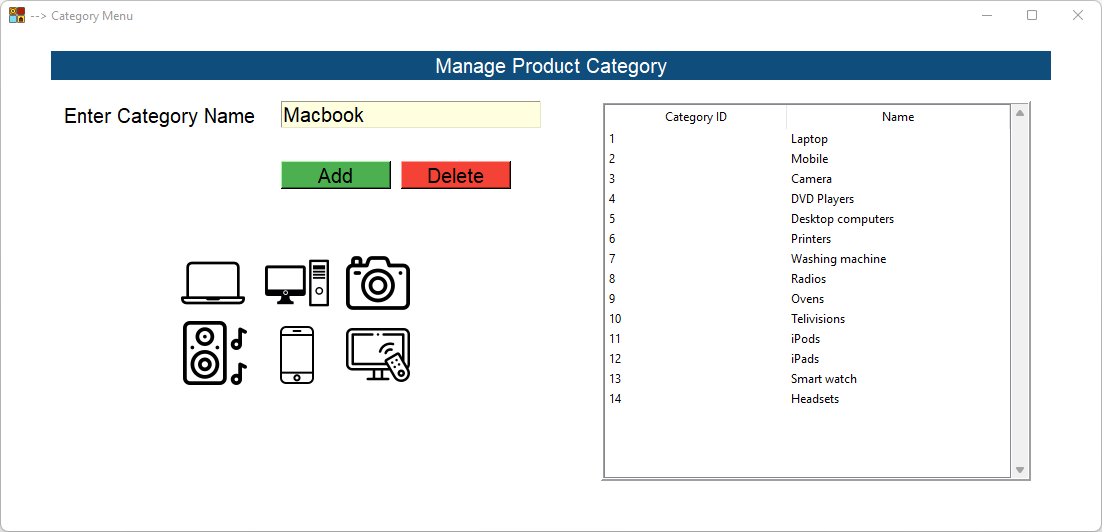 --> Category Menu
Manage Product Category
Enter Category Name
Macbook
Add
Delete
Category ID Name
1 Laptop
2 Mobile
3 Camera
4 DVD Players
5 Desktop computers
6 Printers
7 Washing machine
8 Radios
9 Ovens
10 Telivisions
11 iPods
12 iPads
13 Smart watch
14 Headsets